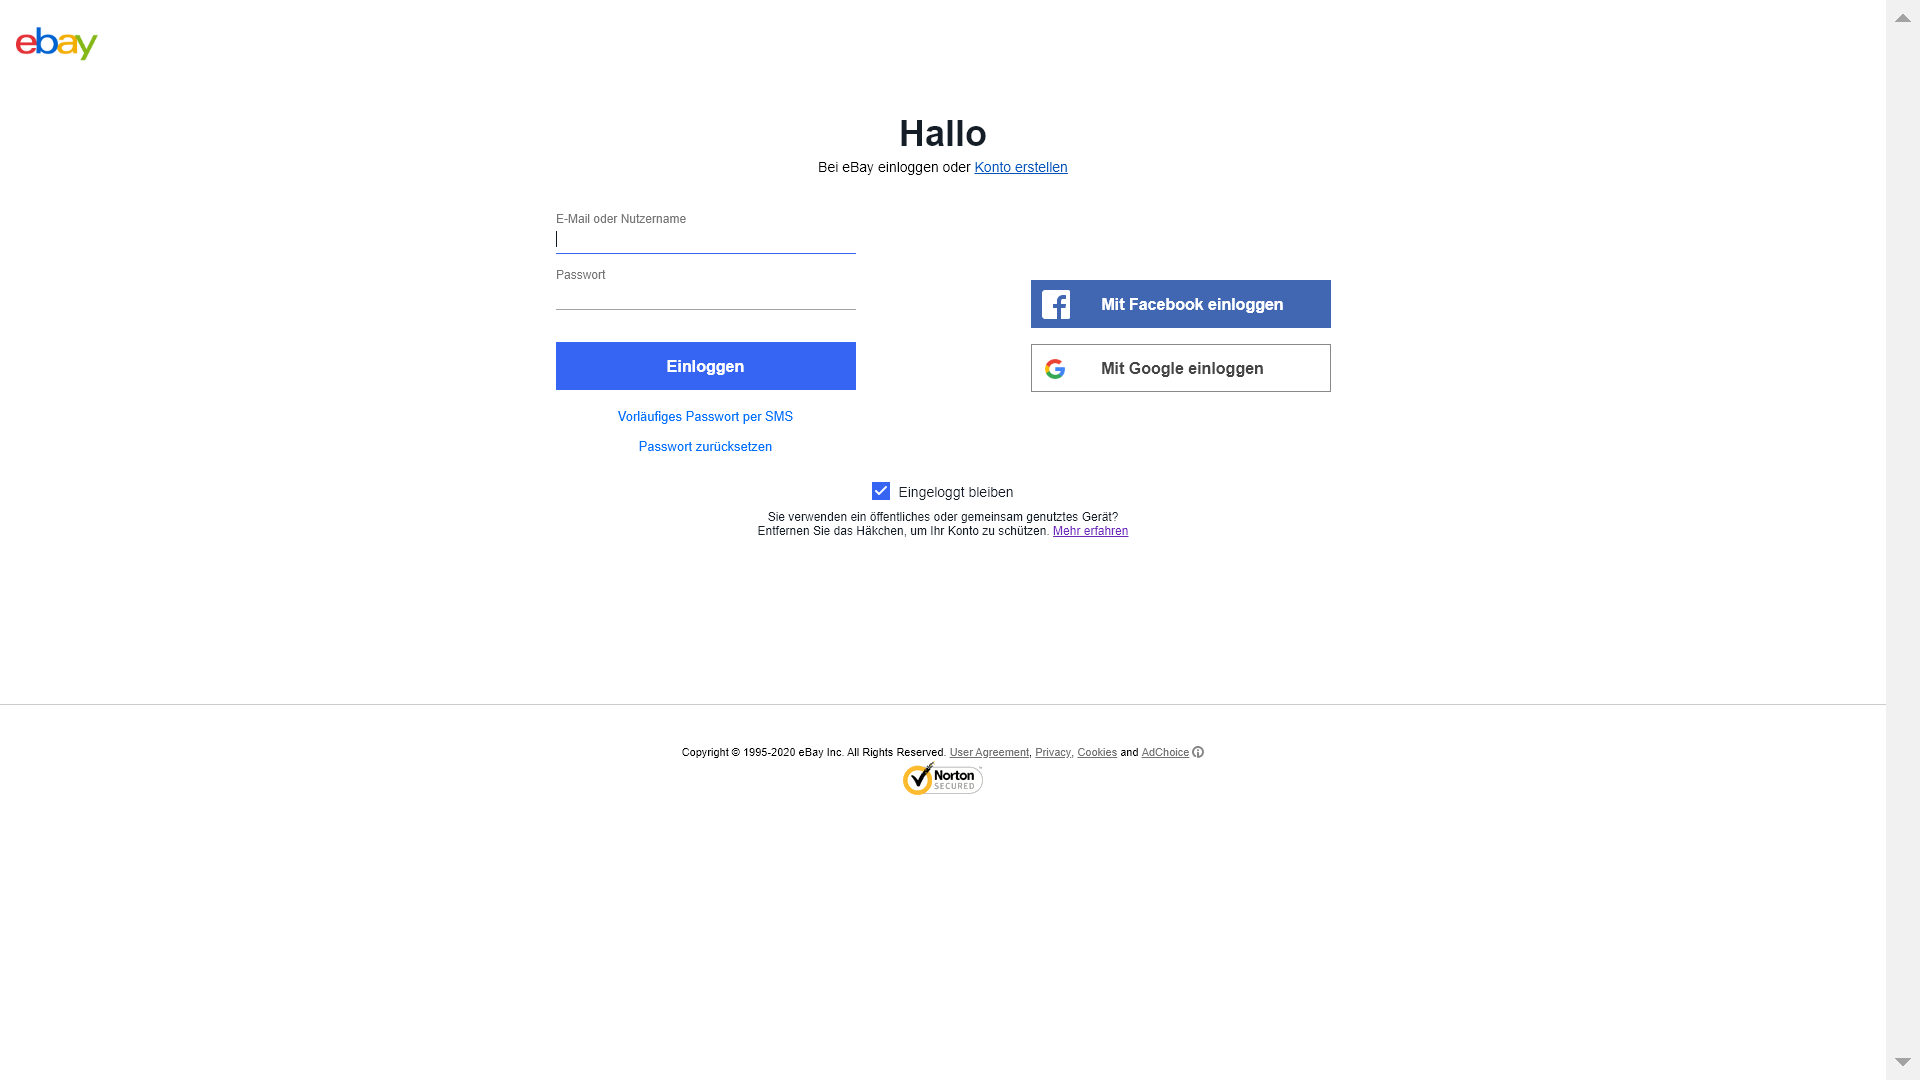 ebay
Hallo
Bei eBay einloggen oder Konto erstellen
E-Mail oder Nutzername
Passwort
Einloggen
Vorläufiges Passwort per SMS
Passwort zurücksetzen
Mit Facebook einloggen
Mit Google einloggen
Eingeloggt bleiben
Sie verwenden ein öffentliches oder gemeinsam genutztes Gerät?
Entfernen Sie das Häkchen, um Ihr Konto zu schützen. Mehr erfahren
Copyright © 1995-2020 eBay Inc. All Rights Reserved. User Agreement, Privacy, Cookies and AdChoice
Norton
SECURED